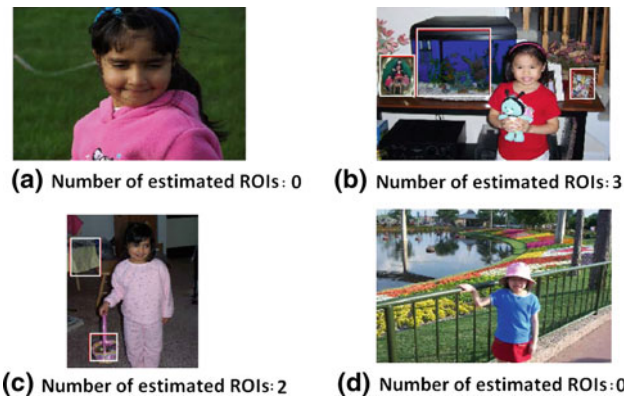 (a) Number of estimated ROIs: 0
(b) Number of estimated ROIs:3
(c) Number of estimated ROIs: 2
(d) Number of estimated ROIs:0